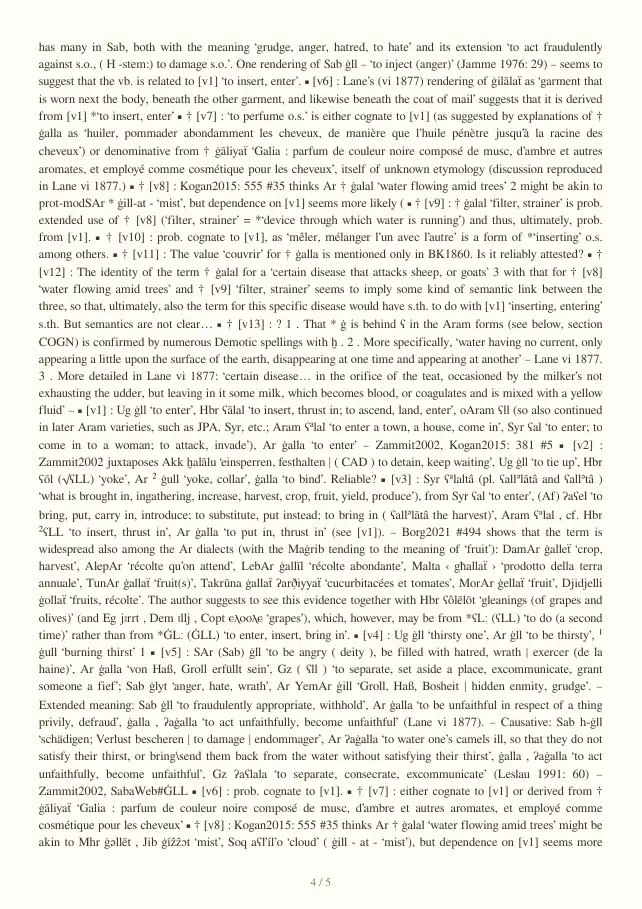 has many in Sab, both with the meaning ‘grudge, anger, hatred, to hate’ and its extension ‘to act fraudulently
against s.o., ( H -stem:) to damage s.o.’. One rendering of Sab ġll – ‘to inject (anger)’ (Jamme 1976: 29) – seems to
suggest that the vb. is related to [v1] ‘to insert, enter’. ▪ [v6] : Lane’s (vi 1877) rendering of ġilālaẗ as ‘garment that
is worn next the body, beneath the other garment, and likewise beneath the coat of mail’ suggests that it is derived
from [v1] *‘to insert, enter’ ▪ † [v7] : ‘to perfume o.s.’ is either cognate to [v1] (as suggested by explanations of †
ġalla as ‘huiler, pommader abondamment les cheveux, de manière que l’huile pénètre jusqu’à la racine des
cheveux’) or denominative from † ġāliyaẗ ‘Galia : parfum de couleur noire composé de musc, d’ambre et autres
aromates, et employé comme cosmétique pour les cheveux’, itself of unknown etymology (discussion reproduced
in Lane vi 1877.) ▪ † [v8] : Kogan2015: 555 #35 thinks Ar † ġalal ‘water flowing amid trees’ 2 might be akin to
prot-modSAr * ġill-at - ‘mist’, but dependence on [v1] seems more likely ( ▪ † [v9] : † ġalal ‘filter, strainer’ is prob.
extended use of † [v8] (‘filter, strainer’ = *‘device through which water is running’) and thus, ultimately, prob.
from [v1]. ▪ † [v10] : prob. cognate to [v1], as ‘mêler, mélanger l’un avec l’autre’ is a form of *‘inserting’ o.s.
among others. ▪ † [v11] : The value ‘couvrir’ for † ġalla is mentioned only in BK1860. Is it reliably attested? ▪ †
[v12] : The identity of the term † ġalal for a ‘certain disease that attacks sheep, or goats’ 3 with that for † [v8]
‘water flowing amid trees’ and † [v9] ‘filter, strainer’ seems to imply some kind of semantic link between the
three, so that, ultimately, also the term for this specific disease would have s.th. to do with [v1] ‘inserting, entering’
s.th. But semantics are not clear… ▪ † [v13] : ? 1 . That * ġ is behind ʕ in the Aram forms (see below, section
COGN) is confirmed by numerous Demotic spellings with ḫ . 2 . More specifically, ‘water having no current, only
appearing a little upon the surface of the earth, disappearing at one time and appearing at another’ – Lane vi 1877.
3 . More detailed in Lane vi 1877: ‘certain disease… in the orifice of the teat, occasioned by the milker’s not
exhausting the udder, but leaving in it some milk, which becomes blood, or coagulates and is mixed with a yellow
fluid’ – ▪ [v1] : Ug ġll ‘to enter’, Hbr ʕālal ‘to insert, thrust in; to ascend, land, enter’, oAram ʕll (so also continued
in later Aram varieties, such as JPA, Syr, etc.; Aram ʕᵃlal ‘to enter a town, a house, come in’, Syr ʕal ‘to enter; to
come in to a woman; to attack, invade’), Ar ġalla ‘to enter’ – Zammit2002, Kogan2015: 381 #5 ▪ [v2] :
Zammit2002 juxtaposes Akk ḫalālu ‘einsperren, festhalten | ( CAD ) to detain, keep waiting’, Ug ġll ‘to tie up’, Hbr
ʕōl (√ʕLL) ‘yoke’, Ar ² ġull ‘yoke, collar’, ġalla ‘to bind’. Reliable? ▪ [v3] : Syr ʕᵃlaltā (pl. ʕallᵃlātā and ʕallᵃtā )
‘what is brought in, ingathering, increase, harvest, crop, fruit, yield, produce’), from Syr ʕal ‘to enter’, (Af) ʔaʕel ‘to
bring, put, carry in, introduce; to substitute, put instead; to bring in ( ʕallᵃlātā the harvest)’, Aram ʕᵃlal , cf. Hbr
²ʕLL ‘to insert, thrust in’, Ar ġalla ‘to put in, thrust in’ (see [v1]). – Borg2021 #494 shows that the term is
widespread also among the Ar dialects (with the Maġrib tending to the meaning of ‘fruit’): DamAr ġalleẗ ‘crop,
harvest’, AlepAr ‘récolte qu’on attend’, LebAr ġallīl ‘récolte abondante’, Malta ‹ għallaẗ › ‘prodotto della terra
annuale’, TunAr ġallaẗ ‘fruit(s)’, Takrūna ġallaẗ ʔarðiyyaẗ ‘cucurbitacées et tomates’, MorAr ġellaẗ ‘fruit’, Djidjelli
ġollaẗ ‘fruits, récolte’. The author suggests to see this evidence together with Hbr ʕôlēlōt ‘gleanings (of grapes and
olives)’ (and Eg jꜣrrt , Dem ꜣllj , Copt ⲉⲗⲟⲟⲗⲉ ‘grapes’), which, however, may be from *ʕL: (ʕLL) ‘to do (a second
time)’ rather than from *ĠL: (ĠLL) ‘to enter, insert, bring in’. ▪ [v4] : Ug ġll ‘thirsty one’, Ar ġll ‘to be thirsty’, ¹
ġull ‘burning thirst’ 1 ▪ [v5] : SAr (Sab) ġll ‘to be angry ( deity ), be filled with hatred, wrath | exercer (de la
haine)’, Ar ġalla ‘von Haß, Groll erfüllt sein’, Gz ( ʕll ) ‘to separate, set aside a place, excommunicate, grant
someone a fief’; Sab ġlyt ‘anger, hate, wrath’, Ar YemAr ġill ‘Groll, Haß, Bosheit | hidden enmity, grudge’. –
Extended meaning: Sab ġll ‘to fraudulently appropriate, withhold’, Ar ġalla ‘to be unfaithful in respect of a thing
privily, defraud’, ġalla , ʔaġalla ‘to act unfaithfully, become unfaithful’ (Lane vi 1877). – Causative: Sab h-ġll
‘schädigen; Verlust bescheren | to damage | endommager’, Ar ʔaġalla ‘to water one’s camels ill, so that they do not
satisfy their thirst, or bring\send them back from the water without satisfying their thirst’, ġalla , ʔaġalla ‘to act
unfaithfully, become unfaithful’, Gz ʔaʕlala ‘to separate, consecrate, excommunicate’ (Leslau 1991: 60) –
Zammit2002, SabaWeb#ĠLL ▪ [v6] : prob. cognate to [v1]. ▪ † [v7] : either cognate to [v1] or derived from †
ġāliyaẗ ‘Galia : parfum de couleur noire composé de musc, d’ambre et autres aromates, et employé comme
cosmétique pour les cheveux’ ▪ † [v8] : Kogan2015: 555 #35 thinks Ar † ġalal ‘water flowing amid trees’ might be
akin to Mhr ġəllēt , Jib ġížžɔt ‘mist’, Soq aʕlˈílˈo ‘cloud’ ( ġill - at - ‘mist’), but dependence on [v1] seems more
4 / 5